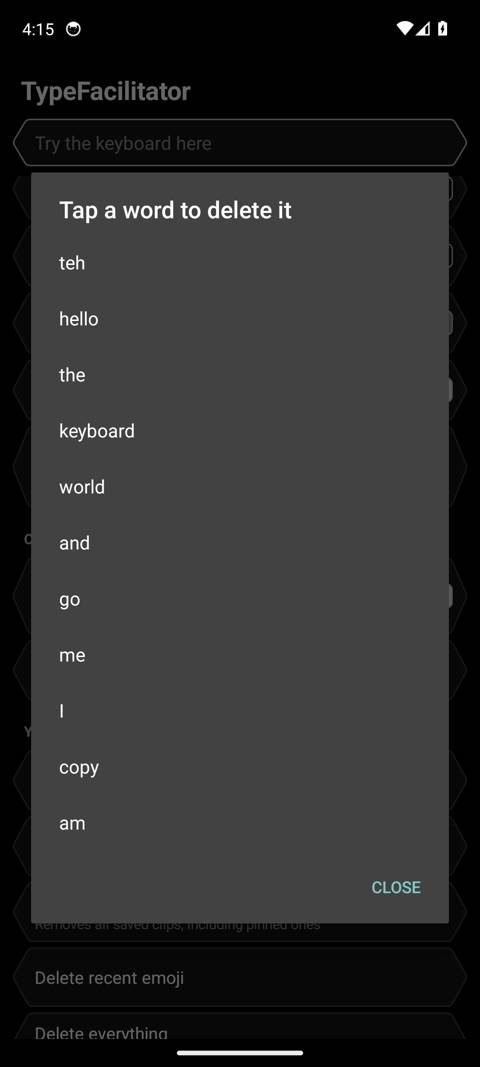 4:15
TypeFacilitator
Try the keyboard here
Tap a word to delete it
teh
hello
the
keyboard
world
and
go
me
I
copy
am
CLOSE
Removes all saved clips, including pinned ones
Delete recent emoji
Delete everything